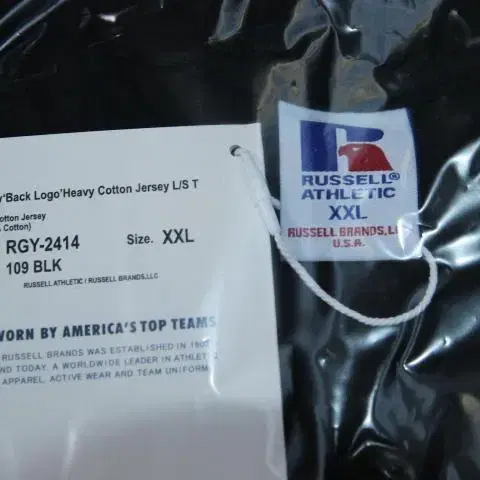 'Back Logo'Heavy Cotton Jersey L/S T
Cotton Jersey
Cotton)
RGY-2414 Size. XXL
109 BLK
RUSSELL ATHLETIC / RUSSELL BRANDS,LLC
WORN BY AMERICA'S TOP TEAMS
RUSSELL BRANDS WAS ESTABLISHED IN
AND TODAY. A WORLDWIDE LEADER IN ATHLETIC
APPAREL, ACTIVE WEAR AND TEAM UNIFORM
R
RUSSELL®
ATHLETIC
XXL
RUSSELL BRANDS,LLC
U.S.A.